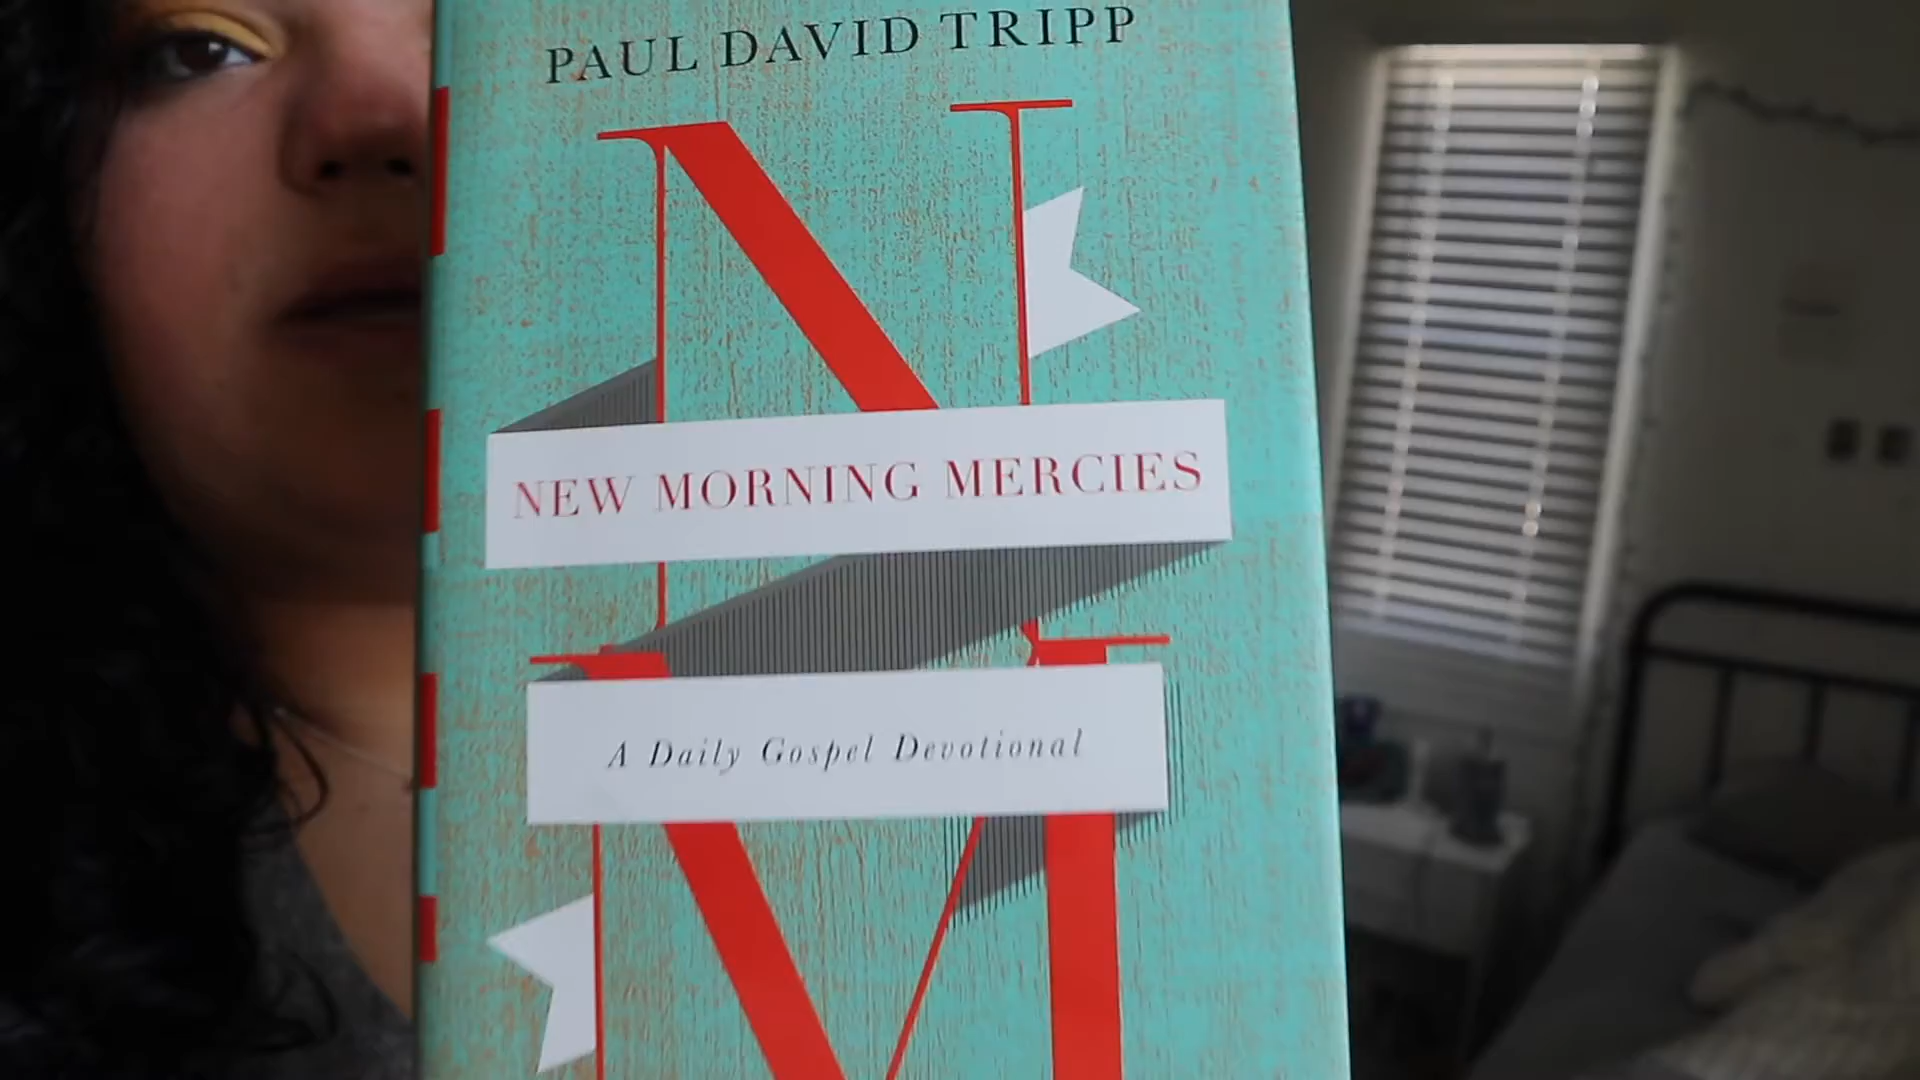 PAUL DAVID TRIPP
N
NEW MORNING MERCIES
M
A Daily Gospel Devotional